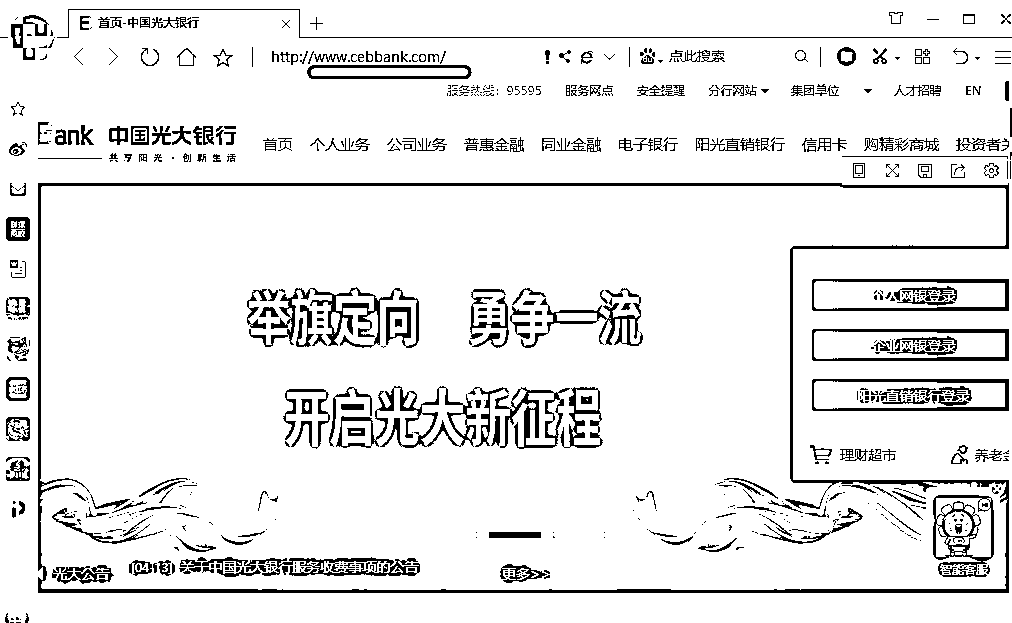 首页-中国光大银行
http://www.cebbank.com/ 点此搜索
服务热线：95595 服务网点 安全提醒 分行网站 集团单位 人才招聘 EN
Bank 中国光大银行
共享阳光·创新生活
首页 个人业务 公司业务 普惠金融 同业金融 电子银行 阳光直销银行 信用卡 购精彩商城 投资者关
举旗定向 勇争一流
开启光大新征程
个人网银登录
企业网银登录
阳光直销银行登录
理财超市 养老金
光大公告 [04-13] 关于中国光大银行服务收费事项的公告 更多>>
智能客服